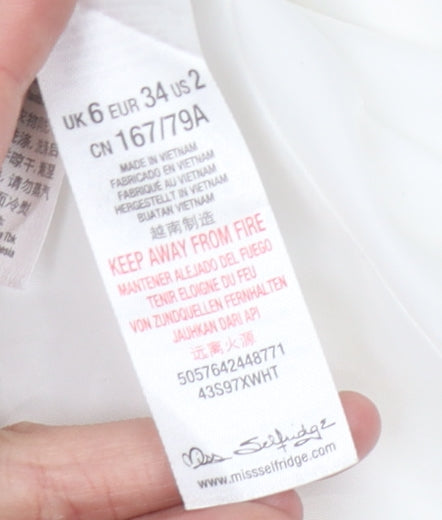 UK 6 EUR 34 US 2
CN 167/79A
MADE IN VIETNAM
FABRICADO EN VIETNAM
FABRIQUÉ AU VIETNAM
HERGESTELLT IN VIETNAM
BUATAN VIETNAM
越南制造
KEEP AWAY FROM FIRE
MANTENER ALEJADO DEL FUEGO
TENIR ELOIGNE DU FEU
VON ZUNDQUELLEN FERNHALTEN
JAUHKAN DARI API
远离火源
5057642448771
43S97XWHT
Miss Selfridge
www.missselfridge.com